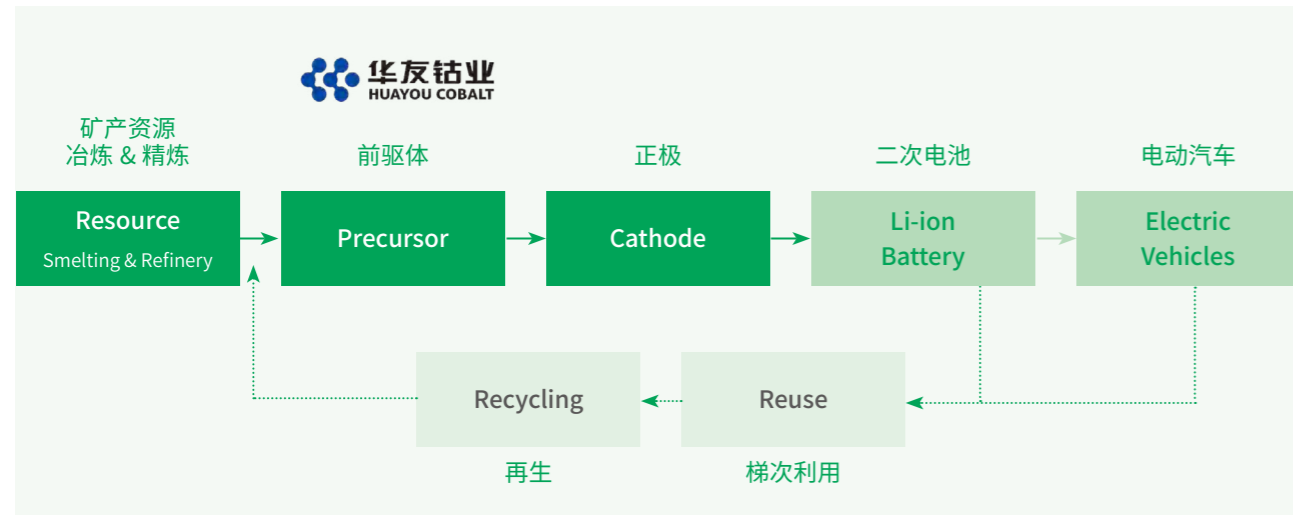 华友钴业
HUAYOU COBALT
矿产资源
冶炼 & 精炼
前驱体
正极
二次电池
电动汽车
Resource
Smelting & Refinery
Precursor
Cathode
Li-ion
Battery
Electric
Vehicles
Recycling
Reuse
再生
梯次利用